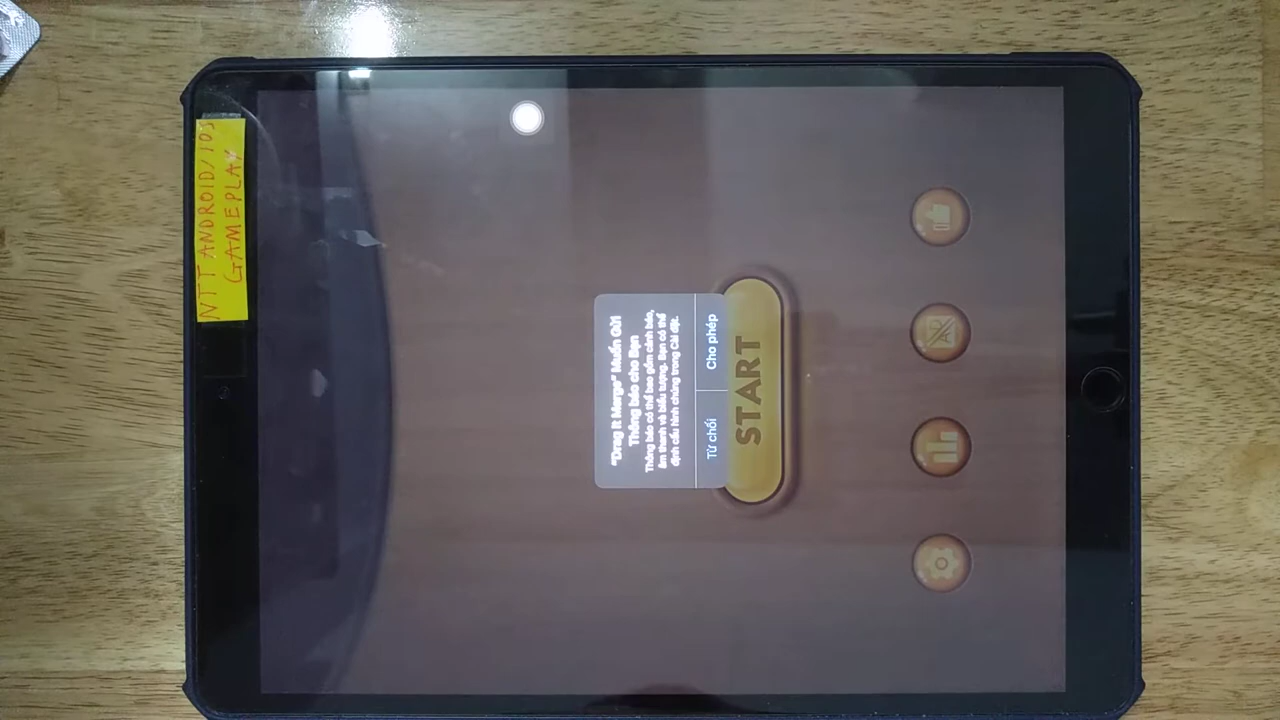 NTT ANDROID/IOS
GAMEPLAY
"Drag It Merge" Muốn Gửi
Thông báo cho Bạn
Thông báo có thể bao gồm cảnh báo,
âm thanh và biểu tượng. Bạn có thể
định cấu hình chúng trong Cài đặt.
Từ chối
Cho phép
START